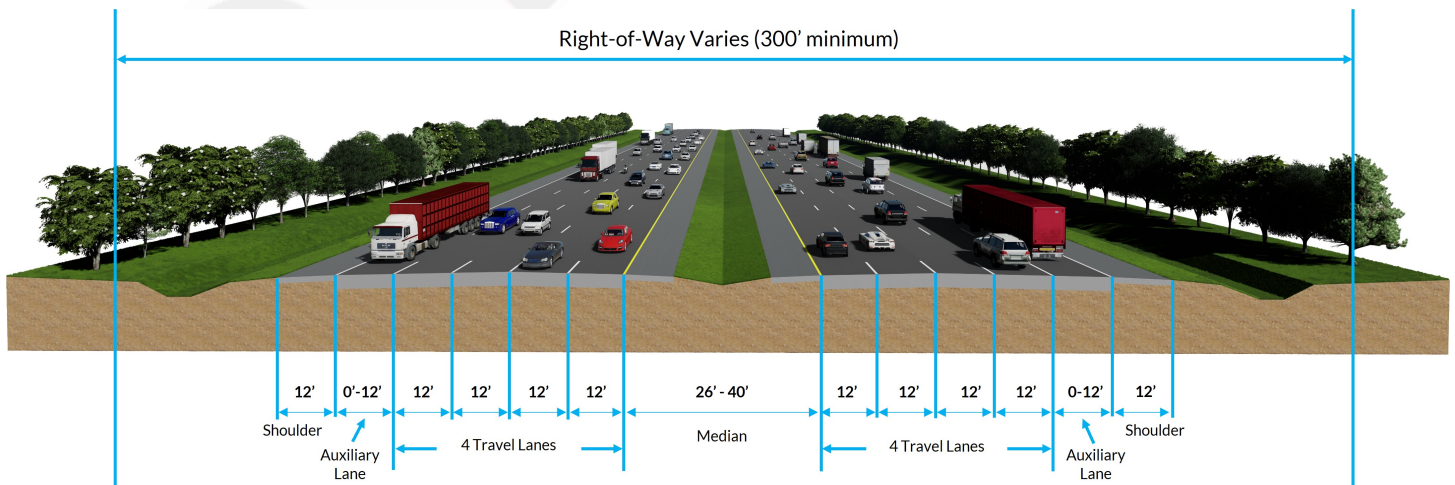 Right-of-Way Varies (300’ minimum)
12’ 0’-12’ 12’ 12’ 12’ 12’ 26’ - 40’ 12’ 12’ 12’ 12’ 0-12’ 12’
Shoulder
Auxiliary
Lane
4 Travel Lanes
Median
4 Travel Lanes
Auxiliary
Lane
Shoulder